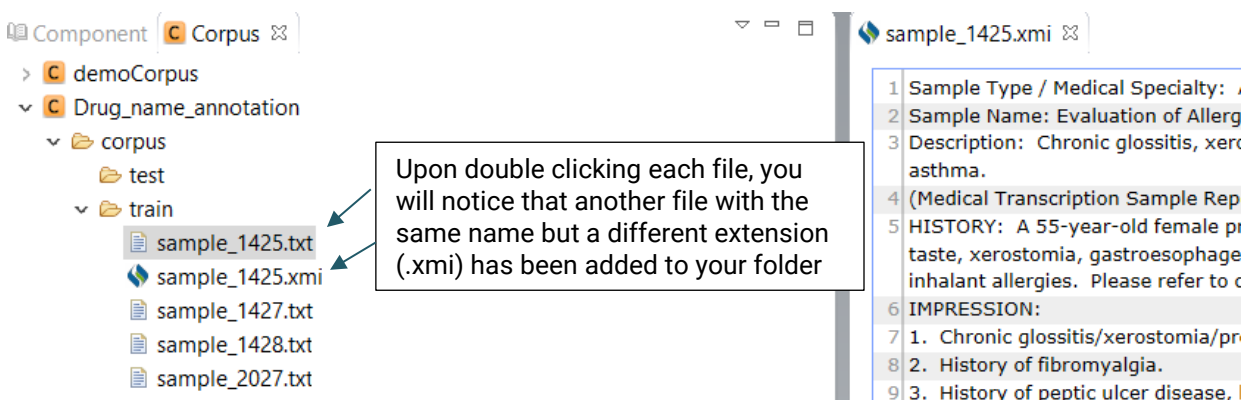 Component C Corpus
C demoCorpus
C Drug_name_annotation
corpus
test
train
sample_1425.txt
sample_1425.xmi
sample_1427.txt
sample_1428.txt
sample_2027.txt
Upon double clicking each file, you
will notice that another file with the
same name but a different extension
(.xmi) has been added to your folder
sample_1425.xmi
1 Sample Type / Medical Specialty:
2 Sample Name: Evaluation of Allerg
3 Description: Chronic glossitis, xero
asthma.
4 (Medical Transcription Sample Rep
5 HISTORY: A 55-year-old female pr
taste, xerostomia, gastroesophage
inhalant allergies. Please refer to
6 IMPRESSION:
7 1. Chronic glossitis/xerostomia/pr
8 2. History of fibromyalgia.
9 3. History of peptic ulcer disease,